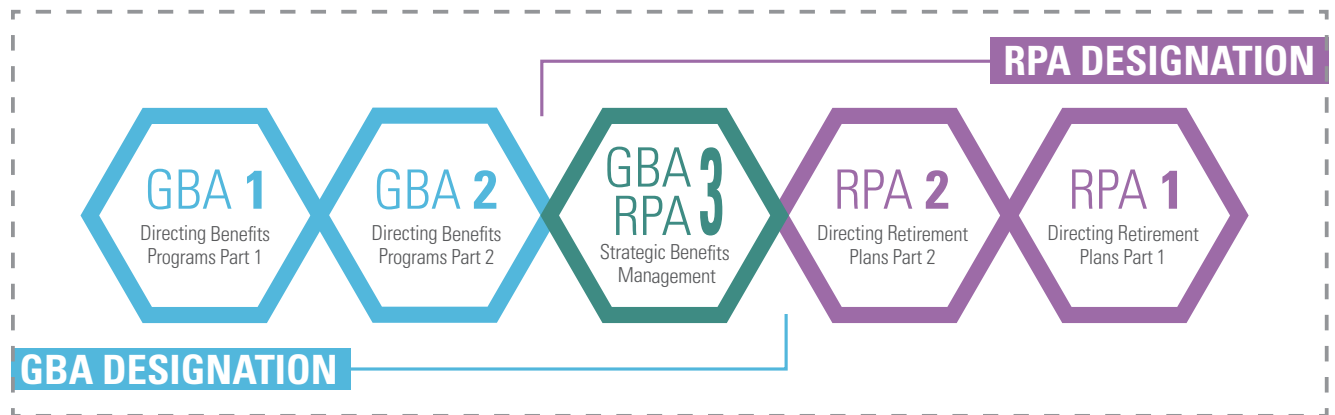 RPA DESIGNATION
GBA 1
Directing Benefits
Programs Part 1
GBA 2
Directing Benefits
Programs Part 2
GBA
RPA 3
Strategic Benefits
Management
RPA 2
Directing Retirement
Plans Part 2
RPA 1
Directing Retirement
Plans Part 1
GBA DESIGNATION